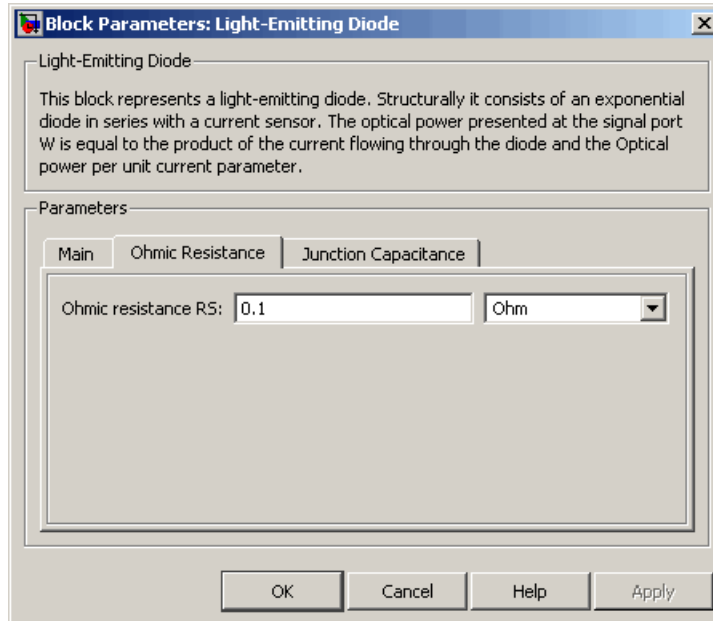 Block Parameters: Light-Emitting Diode
Light-Emitting Diode
This block represents a light-emitting diode. Structurally it consists of an exponential
diode in series with a current sensor. The optical power presented at the signal port
W is equal to the product of the current flowing through the diode and the Optical
power per unit current parameter.
Parameters
Main Ohmic Resistance Junction Capacitance
Ohmic resistance RS: 0.1 Ohm
OK Cancel Help Apply